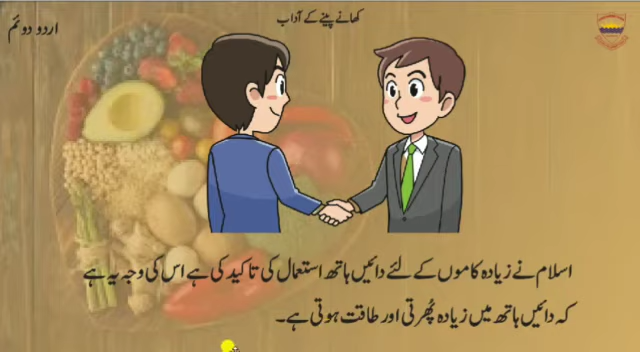 کھانے پینے کے آداب
اردو دوئم
اسلام نے زیادہ کاموں کے لئے دائیں ہاتھ استعمال کی تاکید کی ہے اس کی وجہ یہ ہے
کہ دائیں ہاتھ میں زیادہ پُھرتی اور طاقت ہوتی ہے۔